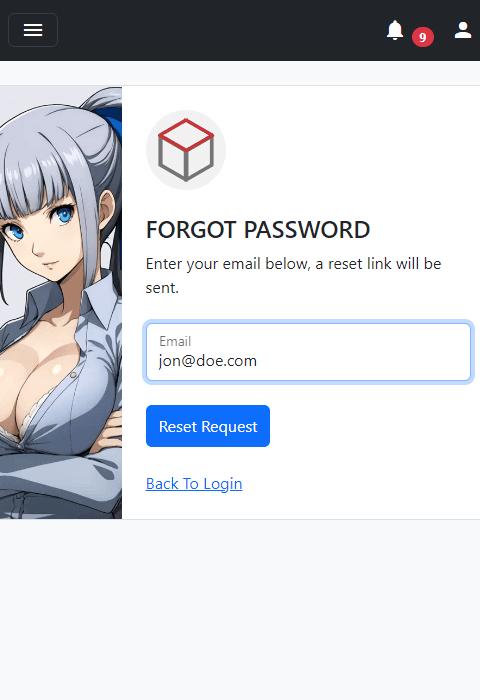 9
FORGOT PASSWORD
Enter your email below, a reset link will be
sent.
Email
jon@doe.com
Reset Request
Back To Login